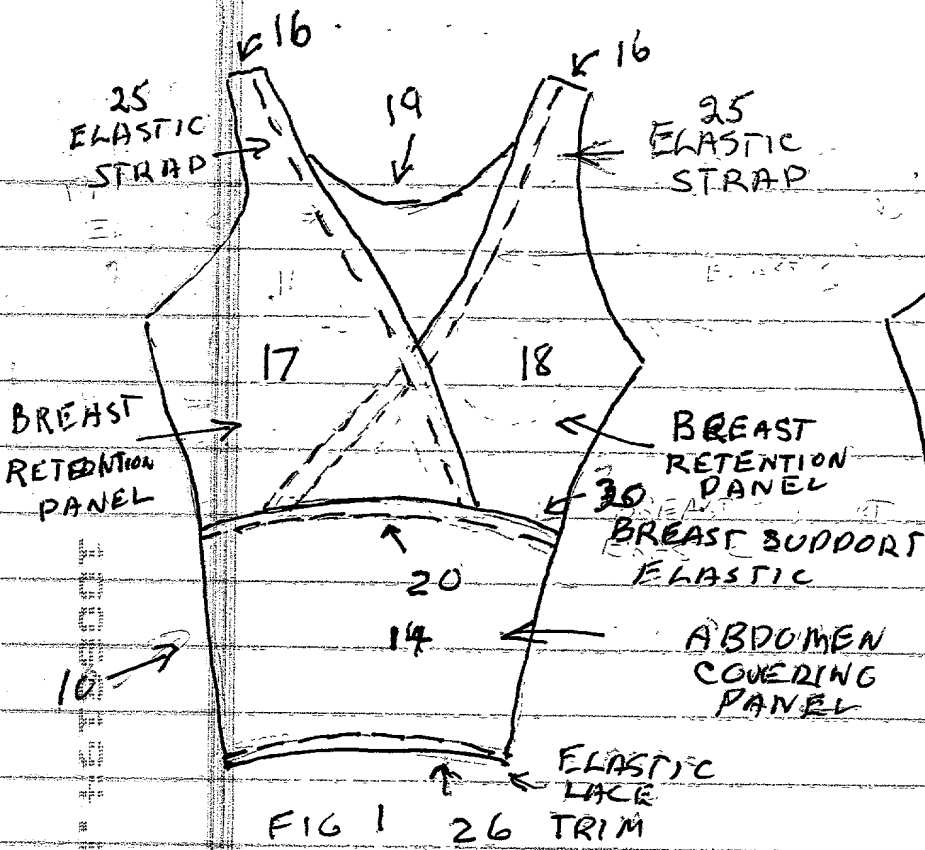 16
16
25
ELASTIC
STRAP
19
25
ELASTIC
STRAP
17
18
BREAST
RETENTION
PANEL
BREAST
RETENTION
PANEL
30
BREAST SUPPORT
ELASTIC
20
14
ABDOMEN
COVERING
PANEL
10
ELASTIC
LACE
TRIM
FIG 1
26